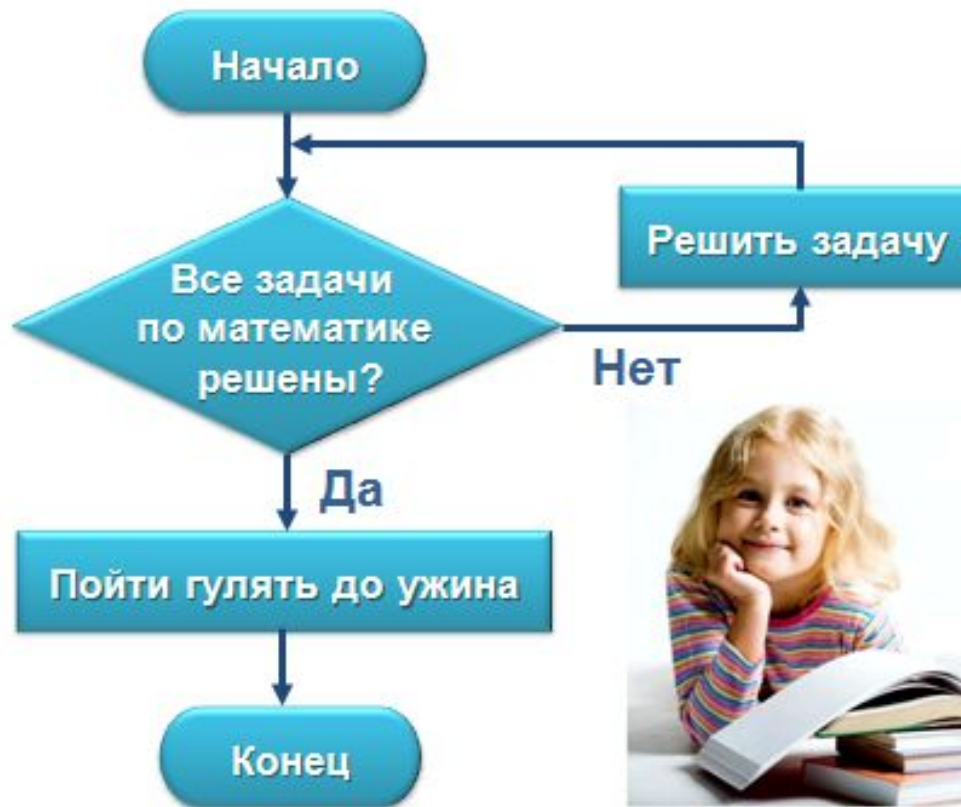 Начало
Решить задачу
Все задачи
по математике
решены?
Нет
Да
Пойти гулять до ужина
Конец